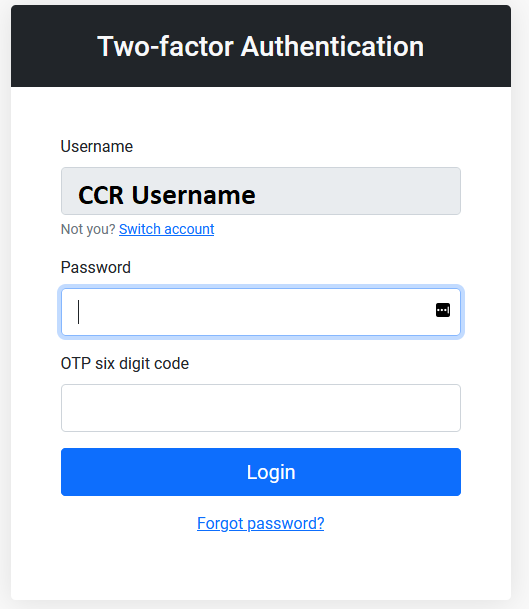 Two-factor Authentication
Username
CCR Username
Not you? Switch account
Password
OTP six digit code
Login
Forgot password?